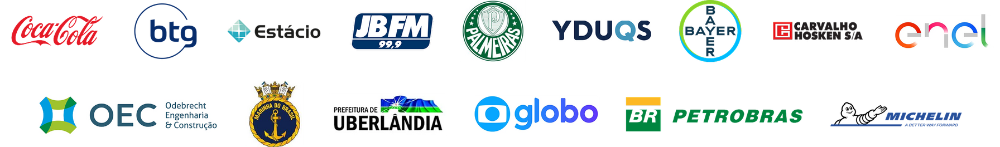 Coca-Cola
btg
Estácio
JBFM
99,9
P
PALMEIRAS
YDUQS
BAYER
BAYER
CARVALHO
HOSKEN S/A
enel
OEC
Odebrecht
Engenharia
& Construção
MARINHA DO BRASIL
PREFEITURA DE
UBERLÂNDIA
globo
BR
PETROBRAS
MICHELIN
A BETTER WAY FORWARD